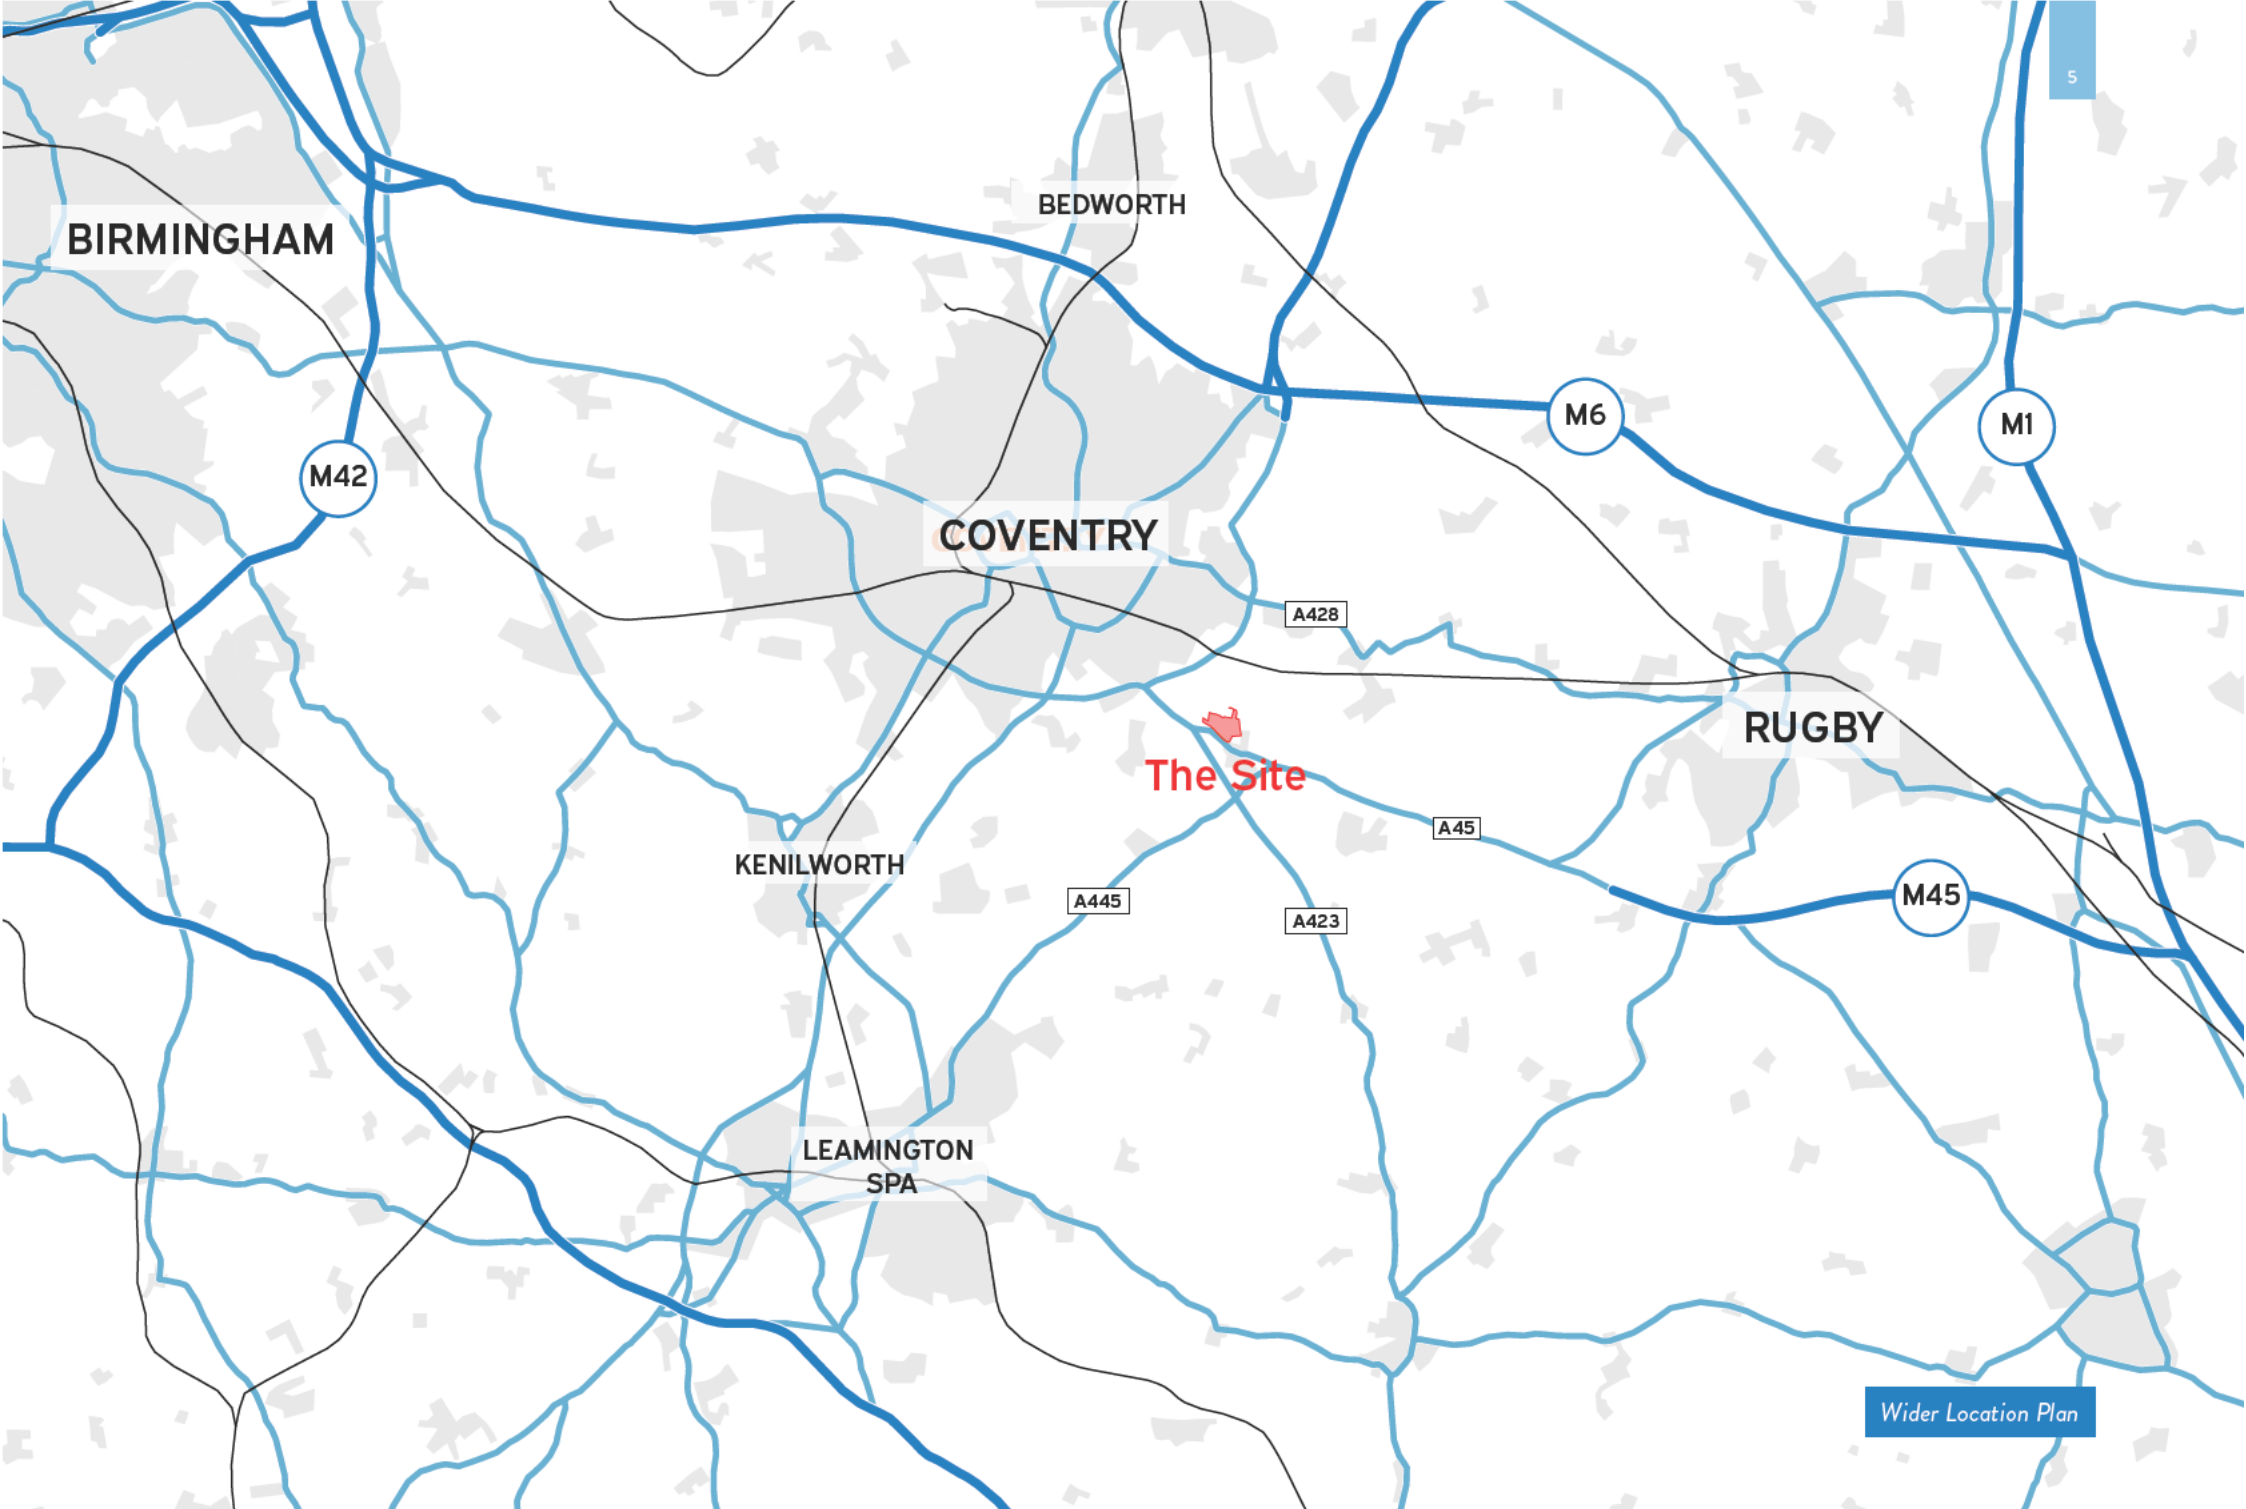 5
BEDWORTH
BIRMINGHAM
M6
M1
M42
COVENTRY
A428
RUGBY
The Site
A45
KENILWORTH
M45
A445
A423
LEAMINGTON
SPA
Wider Location Plan